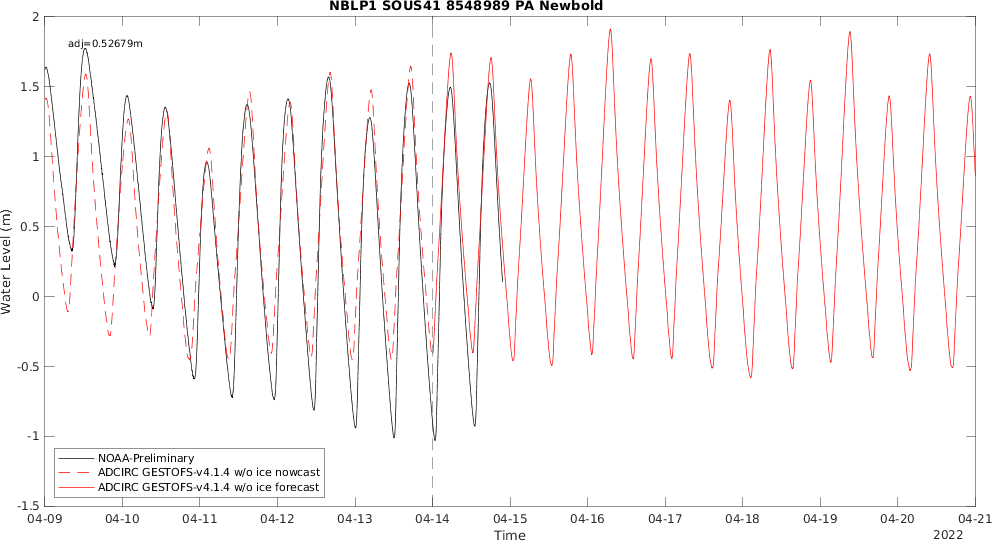 NBLP1 SOUS41 8548989 PA Newbold
adj=0.52679m
2
1.5
1
0.5
0
-0.5
-1
-1.5
Water Level (m)
NOAA-Preliminary
ADCIRC GESTOFS-v4.1.4 w/o ice nowcast
ADCIRC GESTOFS-v4.1.4 w/o ice forecast
04-09 04-10 04-11 04-12 04-13 04-14 04-15 04-16 04-17 04-18 04-19 04-20 04-21
Time
2022